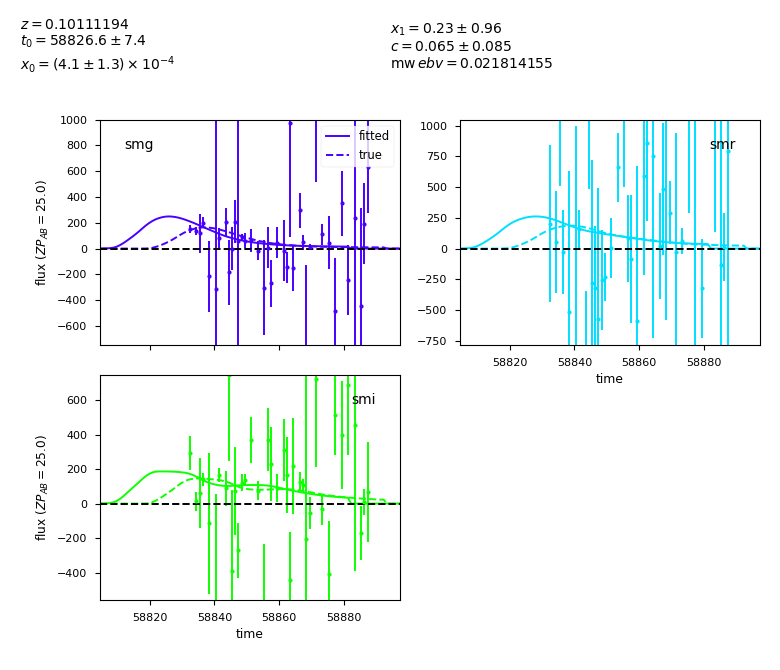 z = 0.10111194
t₀ = 58826.6 ± 7.4
x₀ = (4.1 ± 1.3) × 10⁻⁴
x₁ = 0.23 ± 0.96
c = 0.065 ± 0.085
mw ebv = 0.021814155
smg
fitted
true
1000
800
600
400
200
0
−200
−400
−600
flux (ZP_AB = 25.0)
smr
1000
750
500
250
0
−250
−500
−750
58820
58840
58860
58880
time
smi
600
400
200
0
−200
−400
flux (ZP_AB = 25.0)
58820
58840
58860
58880
time